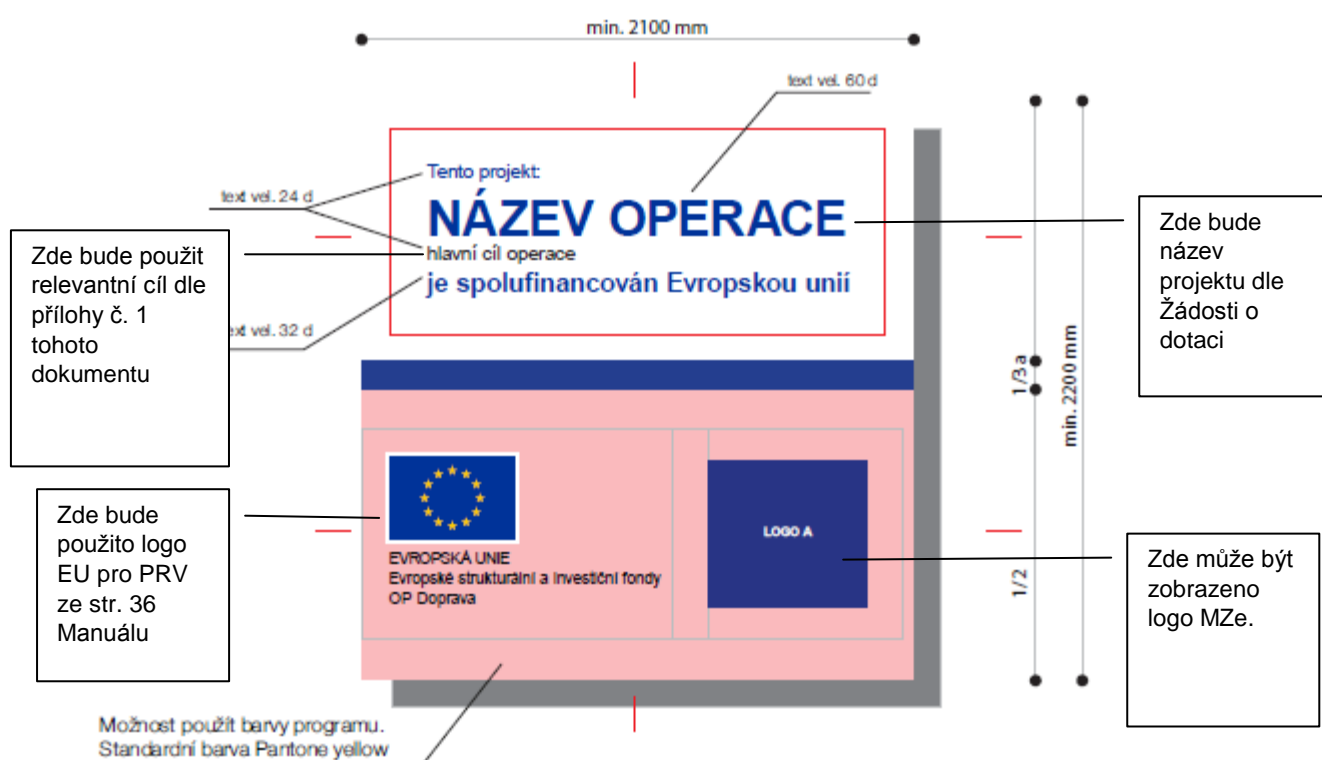 min. 2100 mm
text vel. 60 d
Tento projekt:
text vel. 24 d
NÁZEV OPERACE
hlavní cíl operace
je spolufinancován Evropskou unií
text vel. 32 d
Zde bude použit
relevantní cíl dle
přílohy č. 1
tohoto
dokumentu
Zde bude
název
projektu dle
Žádosti o
dotaci
1/3 a
min. 2200 mm
1/2
Zde bude
použito logo
EU pro PRV
ze str. 36
Manuálu
EVROPSKÁ UNIE
Evropské strukturální a investiční fondy
OP Doprava
LOGO A
Zde může být
zobrazeno
logo MZe.
Možnost použít barvy programu.
Standardní barva Pantone yellow